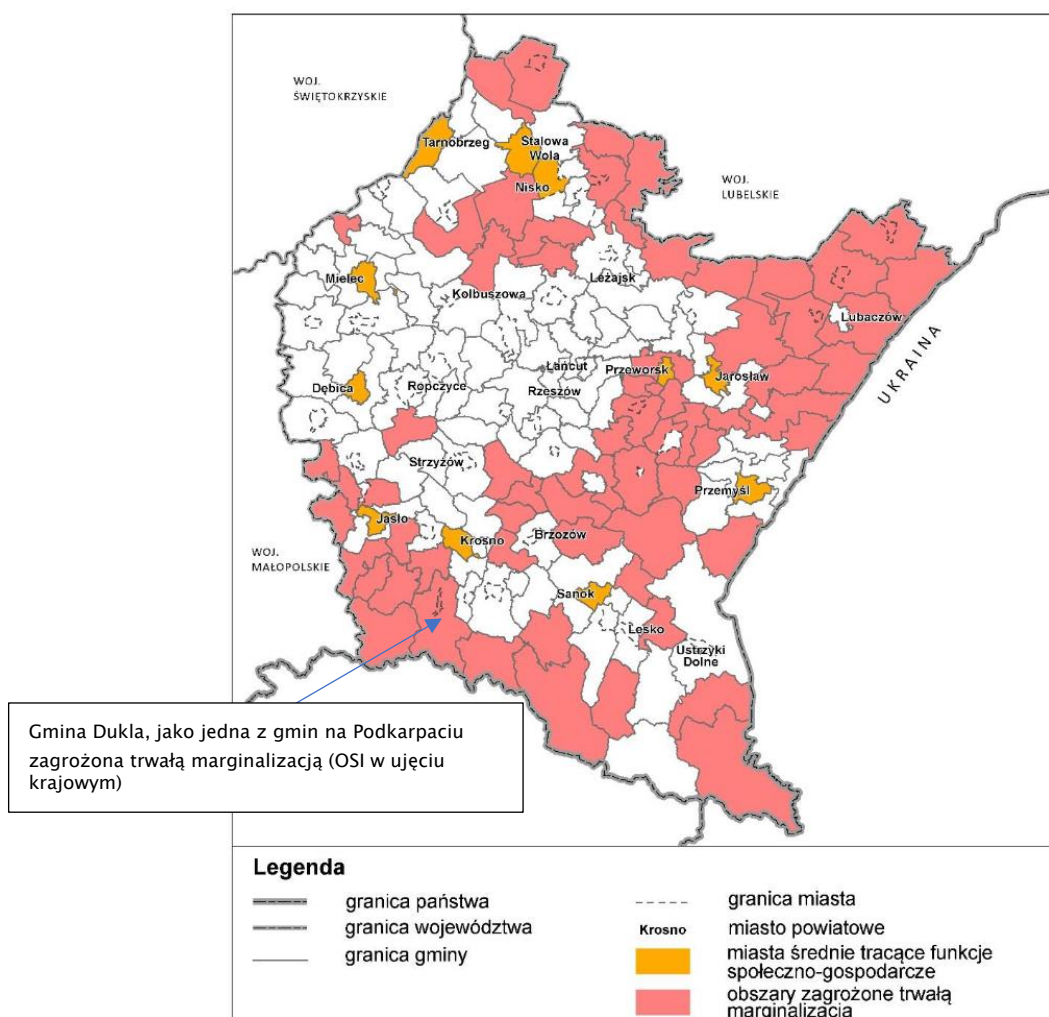 WOJ.
ŚWIĘTOKRZYSKIE
Tarnobrzeg
Stalowa
Wola
Nisko
WOJ.
LUBELSKIE
Mielec
Kolbuszowa
Leżajsk
Lubaczów
UKRAINA
Dębica
Ropczyce
Łańcut
Rzeszów
Przeworsk
Jarosław
Strzyżów
Przemyśl
Jasło
Krosno
Brzozów
WOJ.
MAŁOPOLSKIE
Sanok
Lesko
Ustrzyki
Dolne
Gmina Dukla, jako jedna z gmin na Podkarpaciu
zagrożona trwałą marginalizacją (OSI w ujęciu
krajowym)
Legenda
granica państwa
granica województwa
granica gminy
granica miasta
Krosno miasto powiatowe
miasta średnie tracące funkcje
społeczno-gospodarcze
obszary zagrożone trwałą
marginalizacją